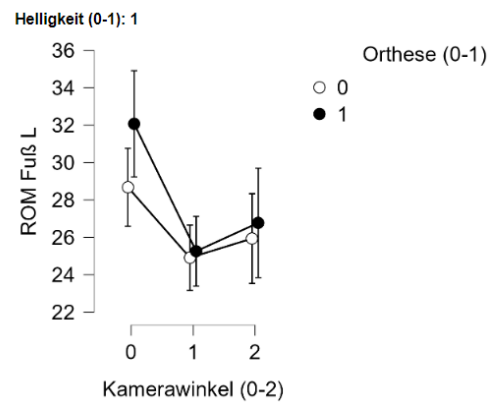 Helligkeit (0-1): 1
Orthese (0-1)
0
1
ROM Fuß L
36
34
32
30
28
26
24
22
0 1 2
Kamerawinkel (0-2)